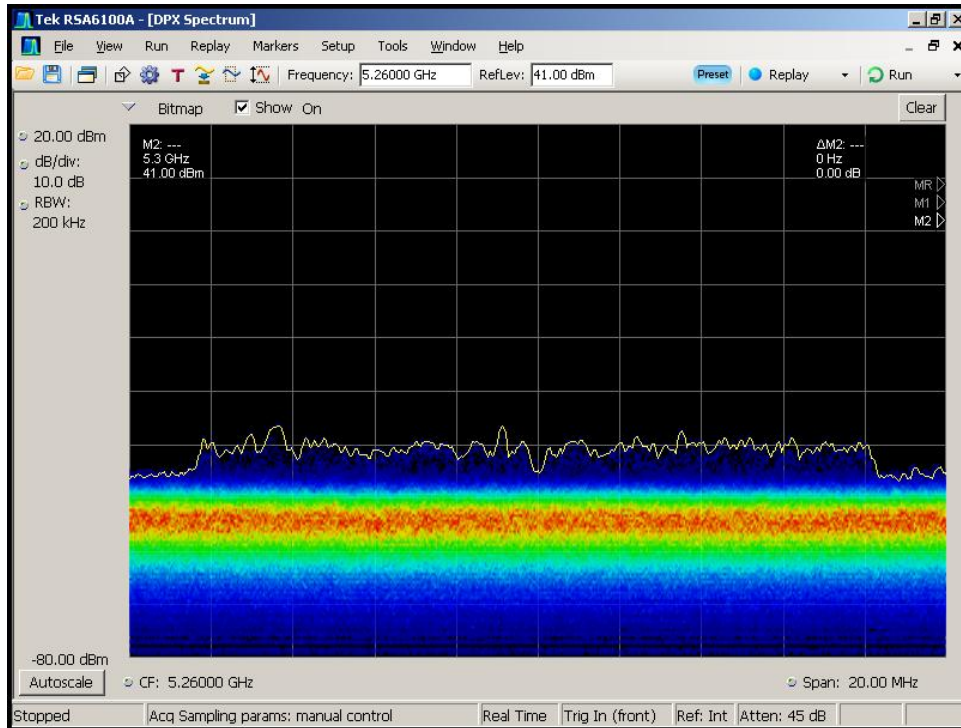 Tek RSA6100A - [DPX Spectrum]
File View Run Replay Markers Setup Tools Window Help
T Frequency: 5.26000 GHz RefLev: 41.00 dBm Preset Replay Run
Bitmap Show On Clear
20.00 dBm
dB/div:
10.0 dB
RBW:
200 kHz
M2: ---
5.3 GHz
41.00 dBm
ΔM2: ---
0 Hz
0.00 dB
MR
M1
M2
-80.00 dBm
Autoscale CF: 5.26000 GHz Span: 20.00 MHz
Stopped Acq Sampling params: manual control Real Time Trig In (front) Ref: Int Atten: 45 dB